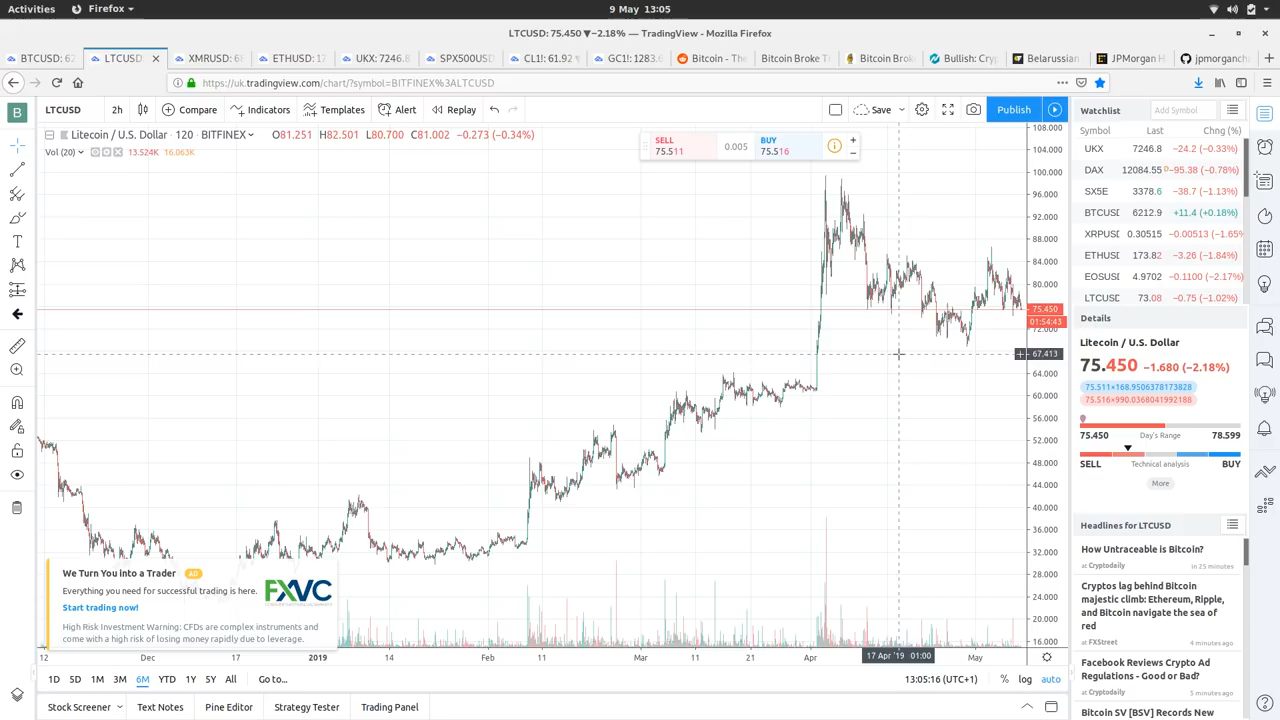 Activities Firefox 9 May 13:05
LTCUSD: 75.450 ▼−2.18% — TradingView - Mozilla Firefox
BTCUSD: 62 LTCUSD: XMRUSD: 6 ETHUSD: 17 UKX: 7246.8 SPX500USD CL1!: 61.92 GC1!: 1283.6 Bitcoin - The Bitcoin Broke Tr Bitcoin Broke Bullish: Cryp Belarussian JPMorgan H jpmorganch
https://uk.tradingview.com/chart/?symbol=BITFINEX%3ALTCUSD
B LTCUSD 2h Compare Indicators Templates Alert Replay Save Publish
Litecoin / U.S. Dollar 120 BITFINEX O81.251 H82.501 L80.700 C81.002 −0.273 (−0.34%)
Vol (20) 13.524K 16.063K
SELL 75.511 0.005 BUY 75.516
108.000
104.000
100.000
96.000
92.000
88.000
84.000
80.000
75.450
01:54:43
72.000
67.413
64.000
60.000
56.000
52.000
48.000
44.000
40.000
36.000
32.000
28.000
24.000
20.000
16.000
12 Dec 17 2019 14 Feb 11 Mar 11 21 Apr 17 Apr '19 01:00 May
We Turn You into a Trader AD
Everything you need for successful trading is here.
Start trading now!
FXVC
High Risk Investment Warning: CFDs are complex instruments and
come with a high risk of losing money rapidly due to leverage.
1D 5D 1M 3M 6M YTD 1Y 5Y All Go to... 13:05:16 (UTC+1) % log auto
Stock Screener Text Notes Pine Editor Strategy Tester Trading Panel
Watchlist Add Symbol
Symbol Last Chng (%)
UKX 7246.8 −24.2 (−0.33%)
DAX 12084.55 D −95.38 (−0.78%)
SX5E 3378.6 −38.7 (−1.13%)
BTCUSD 6212.9 +11.4 (+0.18%)
XRPUSD 0.30515 −0.00513 (−1.65%
ETHUSD 173.82 −3.26 (−1.84%)
EOSUSD 4.9702 −0.1100 (−2.17%)
LTCUSD 73.08 −0.75 (−1.02%)
Details
Litecoin / U.S. Dollar
75.450 −1.680 (−2.18%)
75.511×168.9506378173828
75.516×990.0368041992188
75.450 Day's Range 78.599
SELL Technical analysis BUY
More
Headlines for LTCUSD
How Untraceable is Bitcoin?
at Cryptodaily in 25 minutes
Cryptos lag behind Bitcoin
majestic climb: Ethereum, Ripple,
and Bitcoin navigate the sea of
red
at FXStreet 4 minutes ago
Facebook Reviews Crypto Ad
Regulations - Good or Bad?
at Cryptodaily 5 minutes ago
Bitcoin SV [BSV] Records New